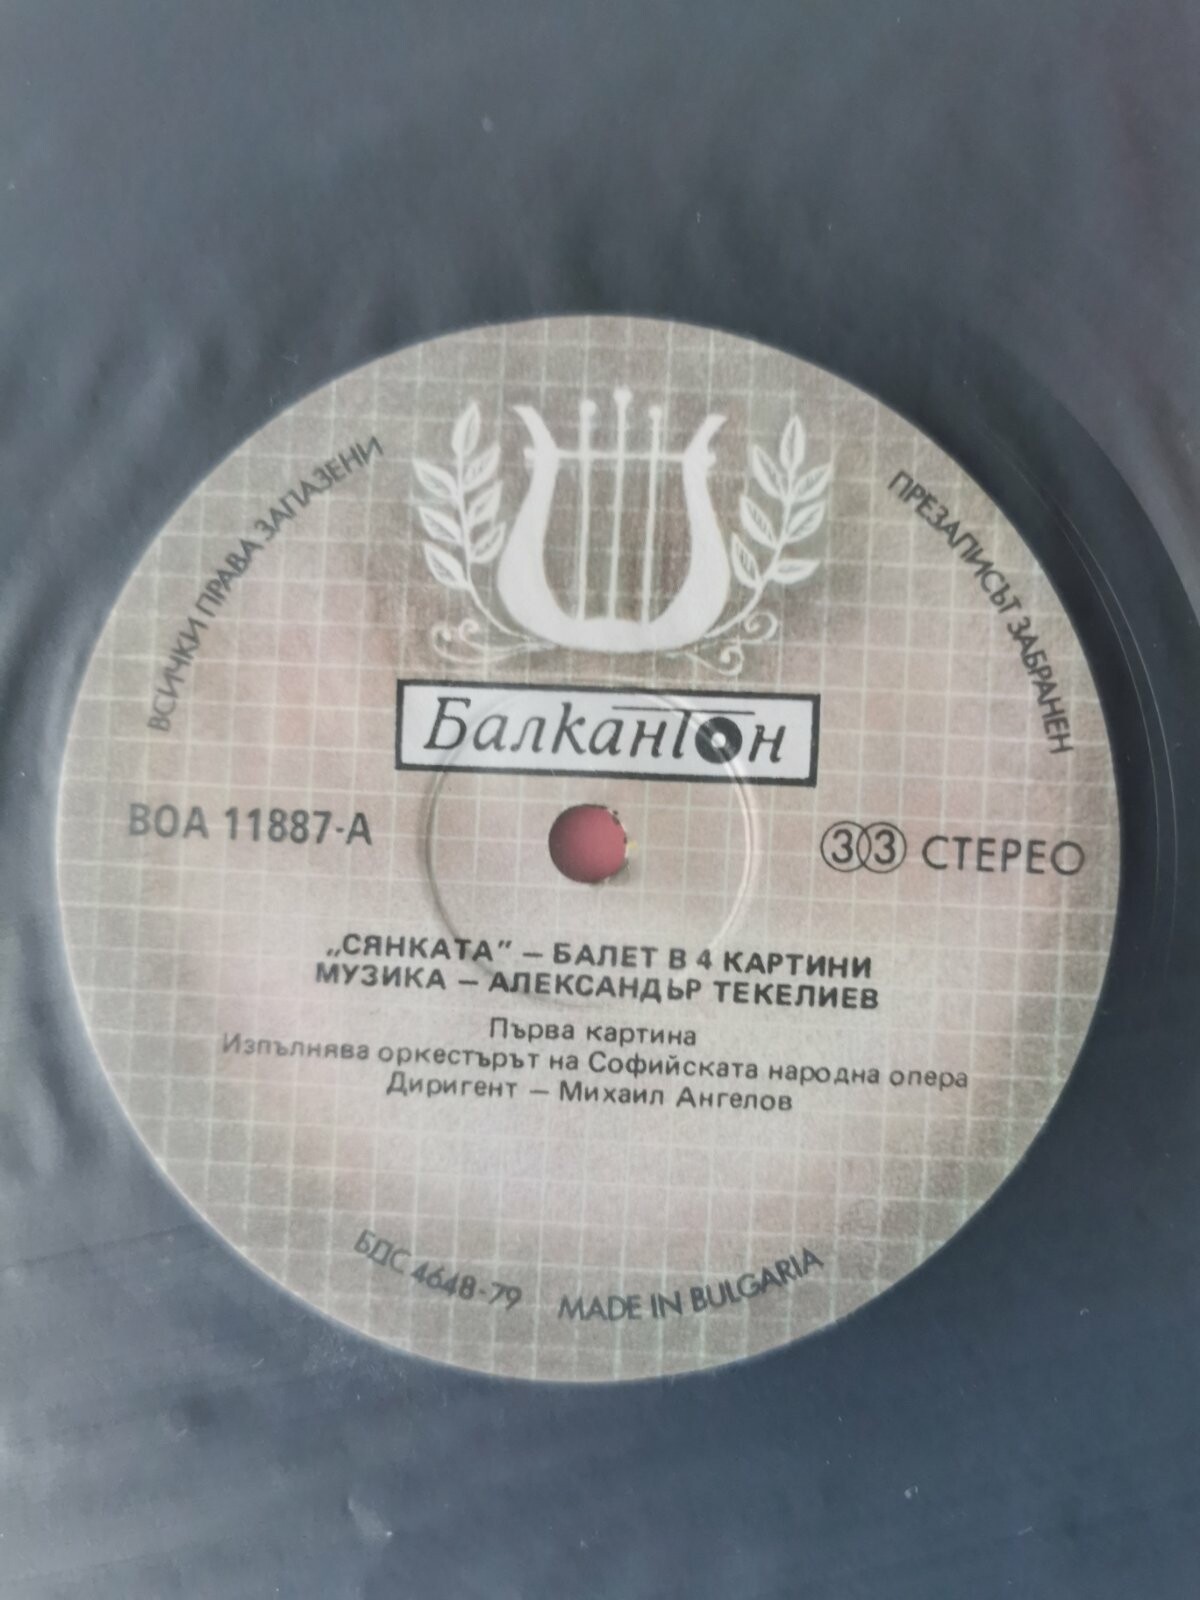 ВСИЧКИ ПРАВА ЗАПАЗЕНИ
ПРЕЗАПИСЪТ ЗАБРАНЕН
Балкантон
ВОА 11887-А
33 СТЕРЕО
„СЯНКАТА” – БАЛЕТ В 4 КАРТИНИ
МУЗИКА – АЛЕКСАНДЪР ТЕКЕЛИЕВ
Първа картина
Изпълнява оркестърът на Софийската народна опера
Диригент – Михаил Ангелов
БДС 4648-79
MADE IN BULGARIA